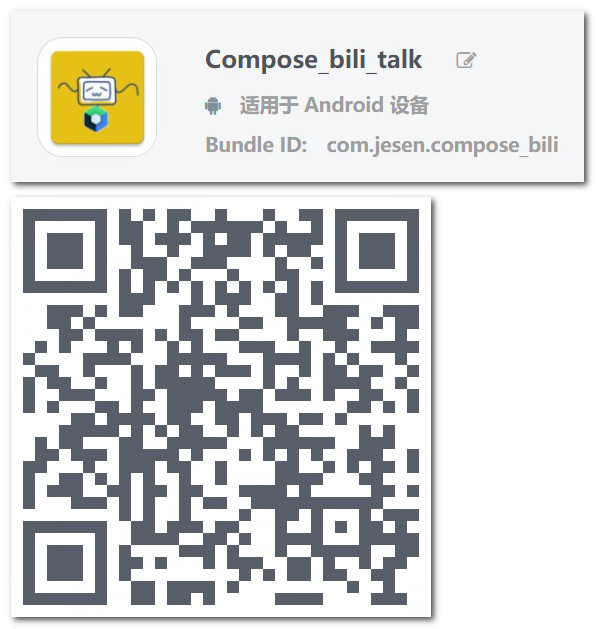 Compose_bili_talk
适用于 Android 设备
Bundle ID: com.jesen.compose_bili